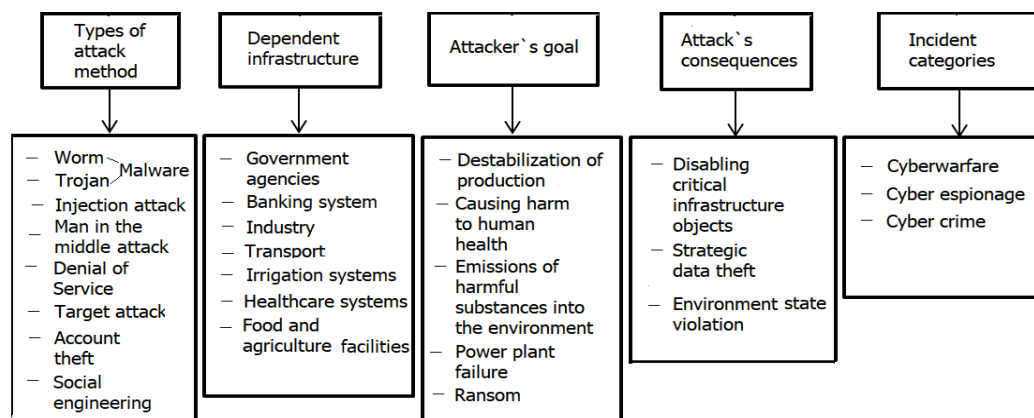 Types of
attack
method
— Worm
— Trojan
Malware
— Injection attack
— Man in the
middle attack
— Denial of
Service
— Target attack
— Account
theft
— Social
engineering
Dependent
infrastructure
— Government
agencies
— Banking system
— Industry
— Transport
— Irrigation systems
— Healthcare systems
— Food and
agriculture facilities
Attacker`s goal
— Destabilization of
production
— Causing harm
to human
health
— Emissions of
harmful
substances into
the environment
— Power plant
failure
— Ransom
Attack`s
consequences
— Disabling
critical
infrastructure
objects
— Strategic
data theft
— Environment state
violation
Incident
categories
— Cyberwarfare
— Cyber espionage
— Cyber crime